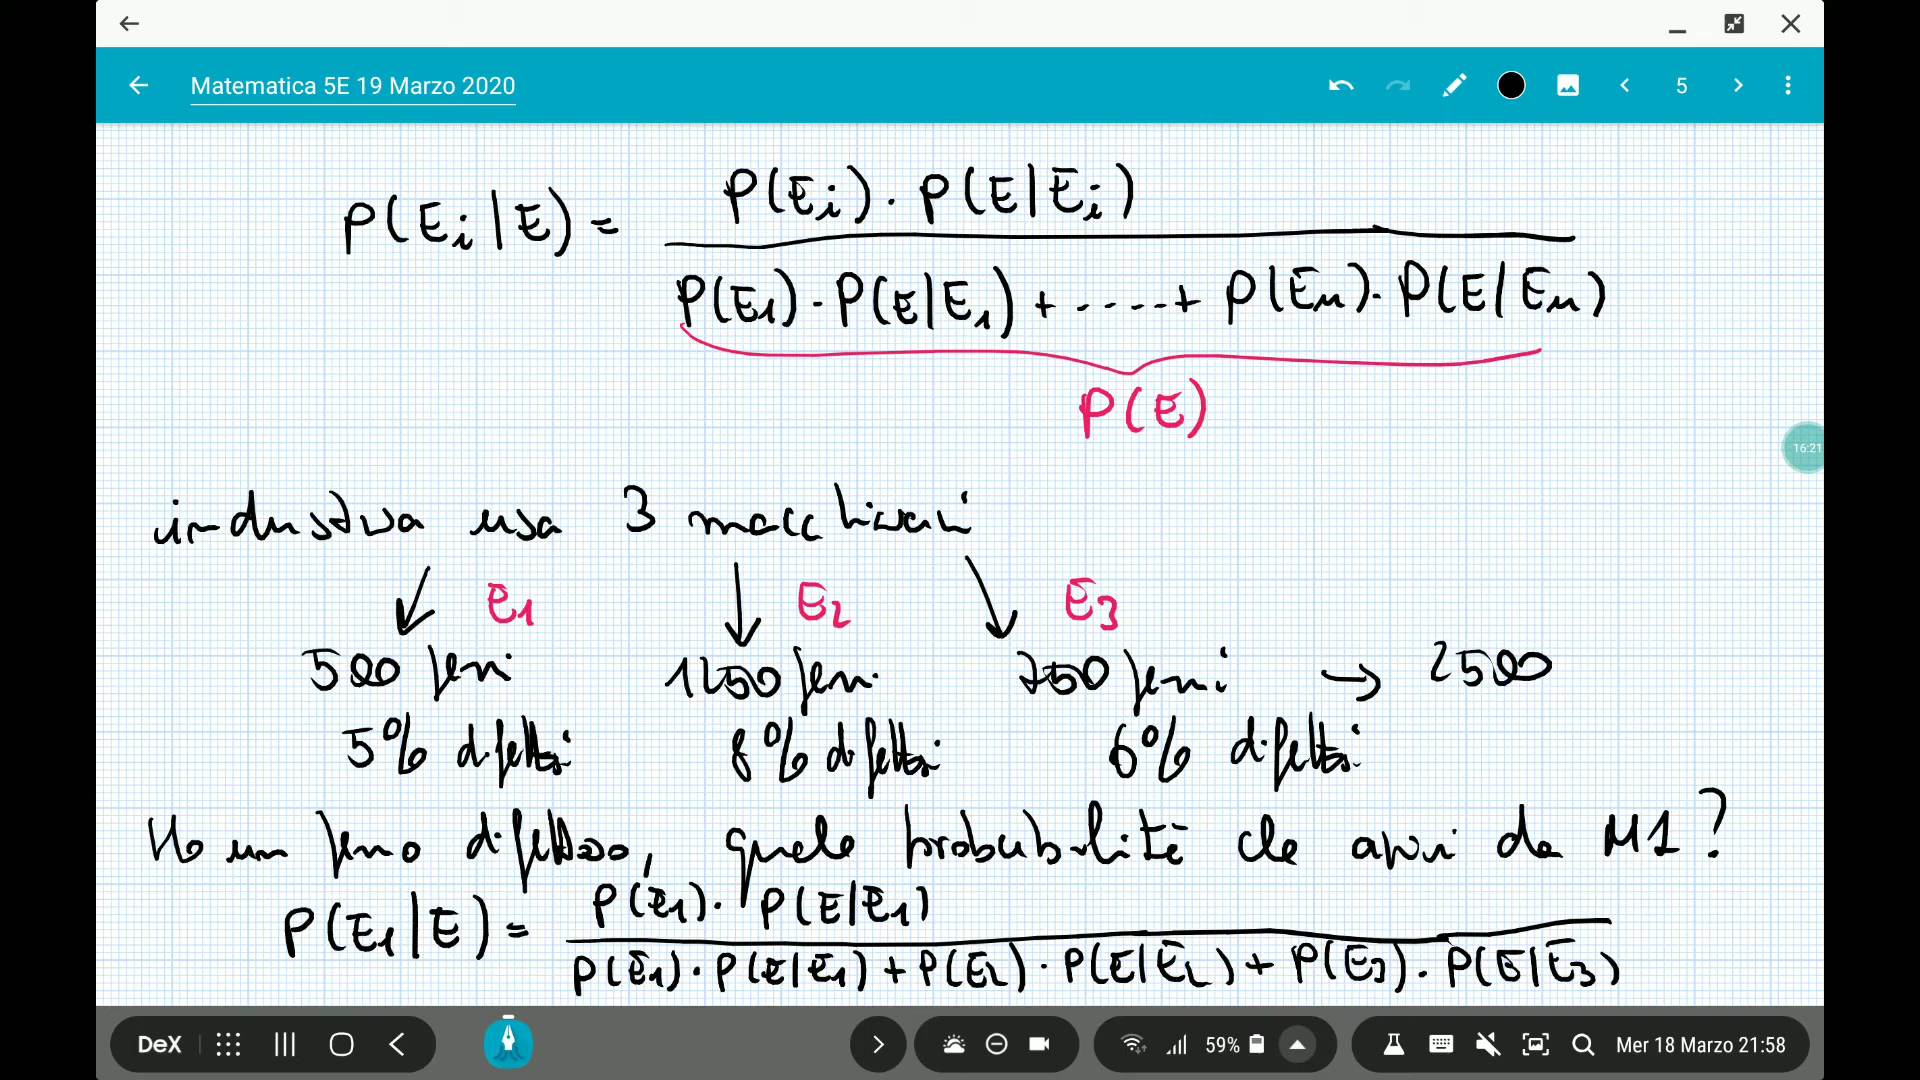 Matematica 5E 19 Marzo 2020
5
P(Ei|E) = P(Ei) · P(E|Ei)
P(E1) · P(E|E1) + ····· + P(En) · P(E|En)
P(E)
16:21
industria usa 3 macchinari
E1 E2 E3
500 pezzi 1250 pezzi 750 pezzi → 2500
5% difettosi 8% difettosi 6% difettosi
Ho un pezzo difettoso, quale probabilità che arrivi da M1?
P(E1|E) = P(E1) · P(E|E1)
P(E1) · P(E|E1) + P(E2) · P(E|E2) + P(E3) · P(E|E3)
DeX 59% Mer 18 Marzo 21:58